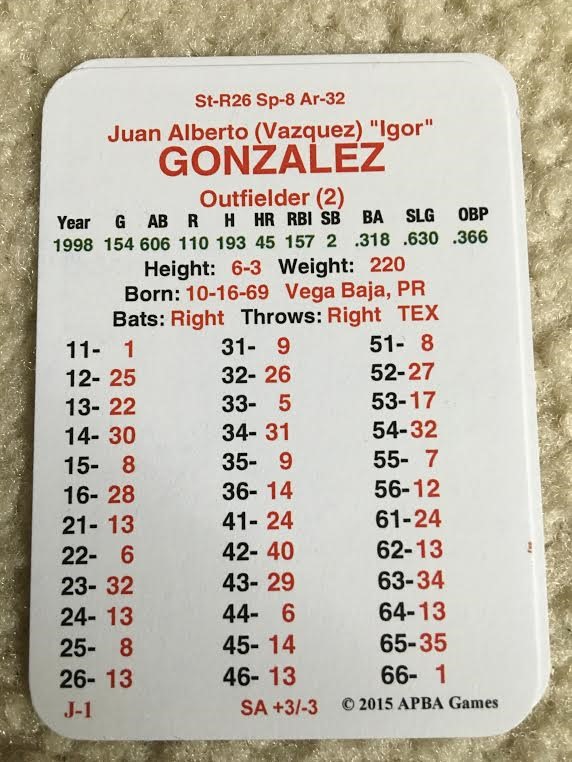 St-R26 Sp-8 Ar-32
Juan Alberto (Vazquez) "Igor"
GONZALEZ
Outfielder (2)
Year G AB R H HR RBI SB BA SLG OBP
1998 154 606 110 193 45 157 2 .318 .630 .366
Height: 6-3 Weight: 220
Born: 10-16-69 Vega Baja, PR
Bats: Right Throws: Right TEX
11- 1 31- 9 51- 8
12- 25 32- 26 52- 27
13- 22 33- 5 53- 17
14- 30 34- 31 54- 32
15- 8 35- 9 55- 7
16- 28 36- 14 56- 12
21- 13 41- 24 61- 24
22- 6 42- 40 62- 13
23- 32 43- 29 63- 34
24- 13 44- 6 64- 13
25- 8 45- 14 65- 35
26- 13 46- 13 66- 1
J-1 SA +3/-3 © 2015 APBA Games